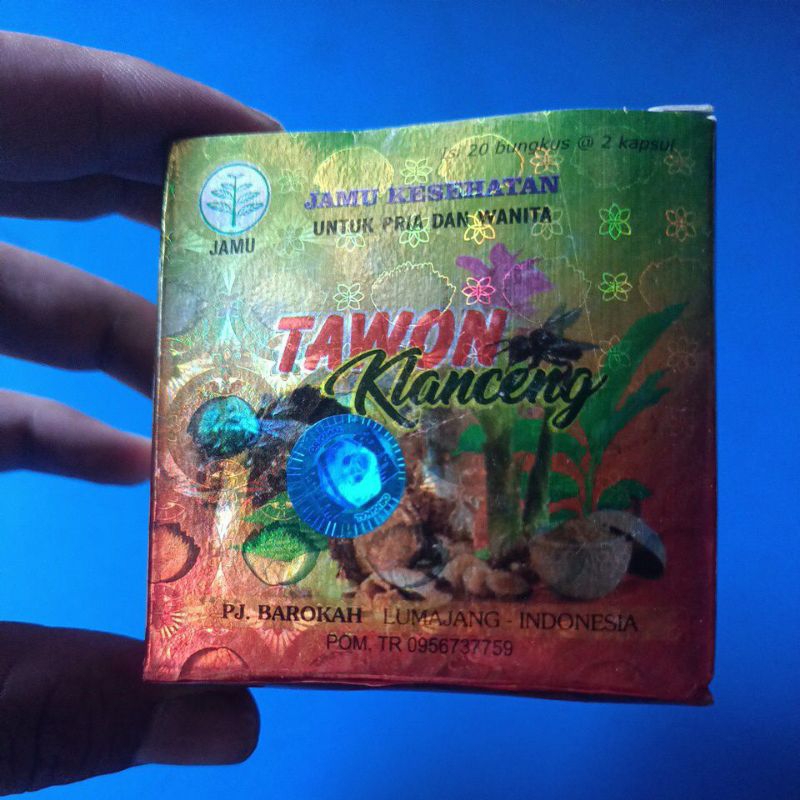 Isi 20 bungkus @ 2 kapsul
JAMU KESEHATAN
UNTUK PRIA DAN WANITA
JAMU
TAWON
Klanceng
PJ. BAROKAH LUMAJANG - INDONESIA
POM. TR 0956737759